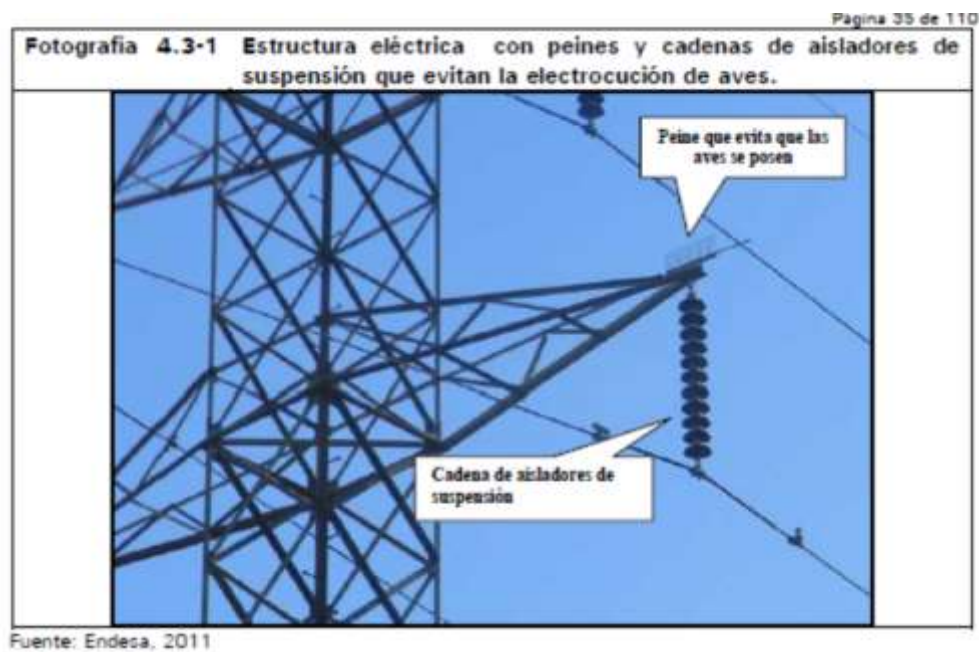 Página 35 de 110
Fotografía 4.3-1 Estructura eléctrica con peines y cadenas de aisladores de
suspensión que evitan la electrocución de aves.
Peine que evita que las
aves se posen
Cadena de aisladores de
suspensión
Fuente: Endesa, 2011